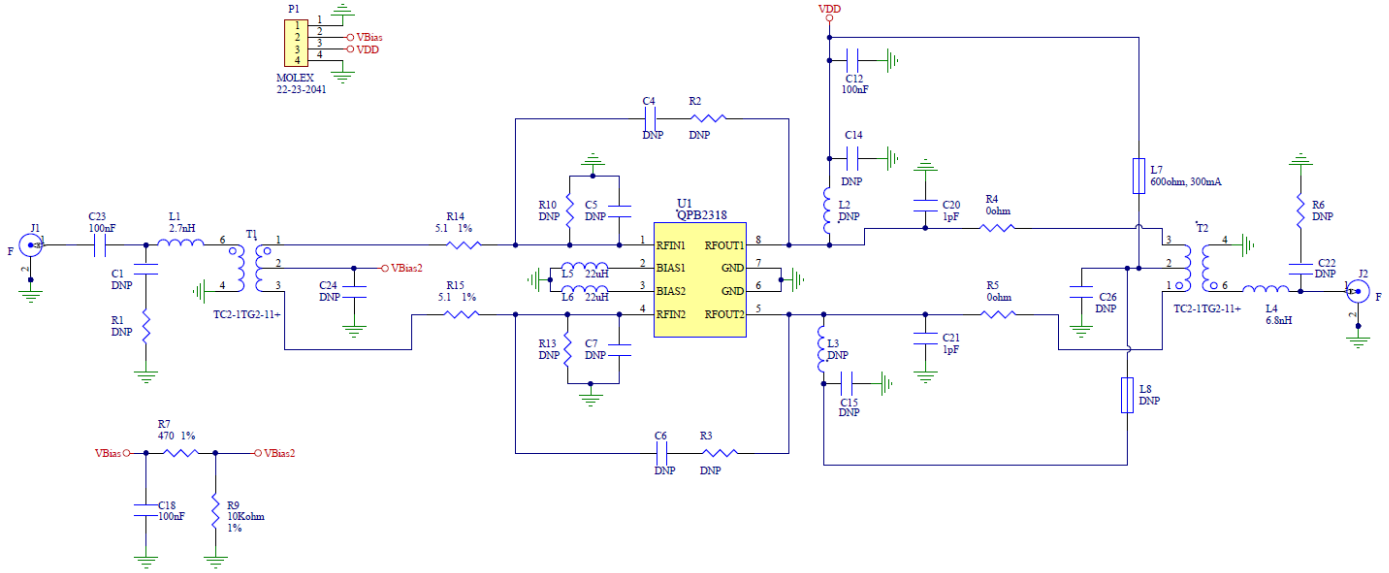 P1
1
2
3
4
1
2
3
4
VBias
VDD
MOLEX
22-23-2041
VDD
C12
100nF
C4
DNP
R2
DNP
C14
DNP
L7
600ohm, 300mA
J1
F
1
2
C23
100nF
L1
2.7nH
C1
DNP
R1
DNP
T1
6
4
1
2
3
TC2-1TG2-11+
VBias2
C24
DNP
R14
5.1 1%
R15
5.1 1%
R10
DNP
C5
DNP
U1
QPB2318
1
2
3
4
RFIN1
BIAS1
BIAS2
RFIN2
RFOUT1
GND
GND
RFOUT2
8
7
6
5
L5 22uH
L6 22uH
R13
DNP
C7
DNP
L2
DNP
C20
1pF
R4
0ohm
R5
0ohm
L3
DNP
C21
1pF
C15
DNP
C26
DNP
T2
3
2
1
4
6
TC2-1TG2-11+
R6
DNP
C22
DNP
L4
6.8nH
J2
F
1
2
L8
DNP
C6
DNP
R3
DNP
R7
470 1%
VBias
VBias2
C18
100nF
R9
10Kohm
1%